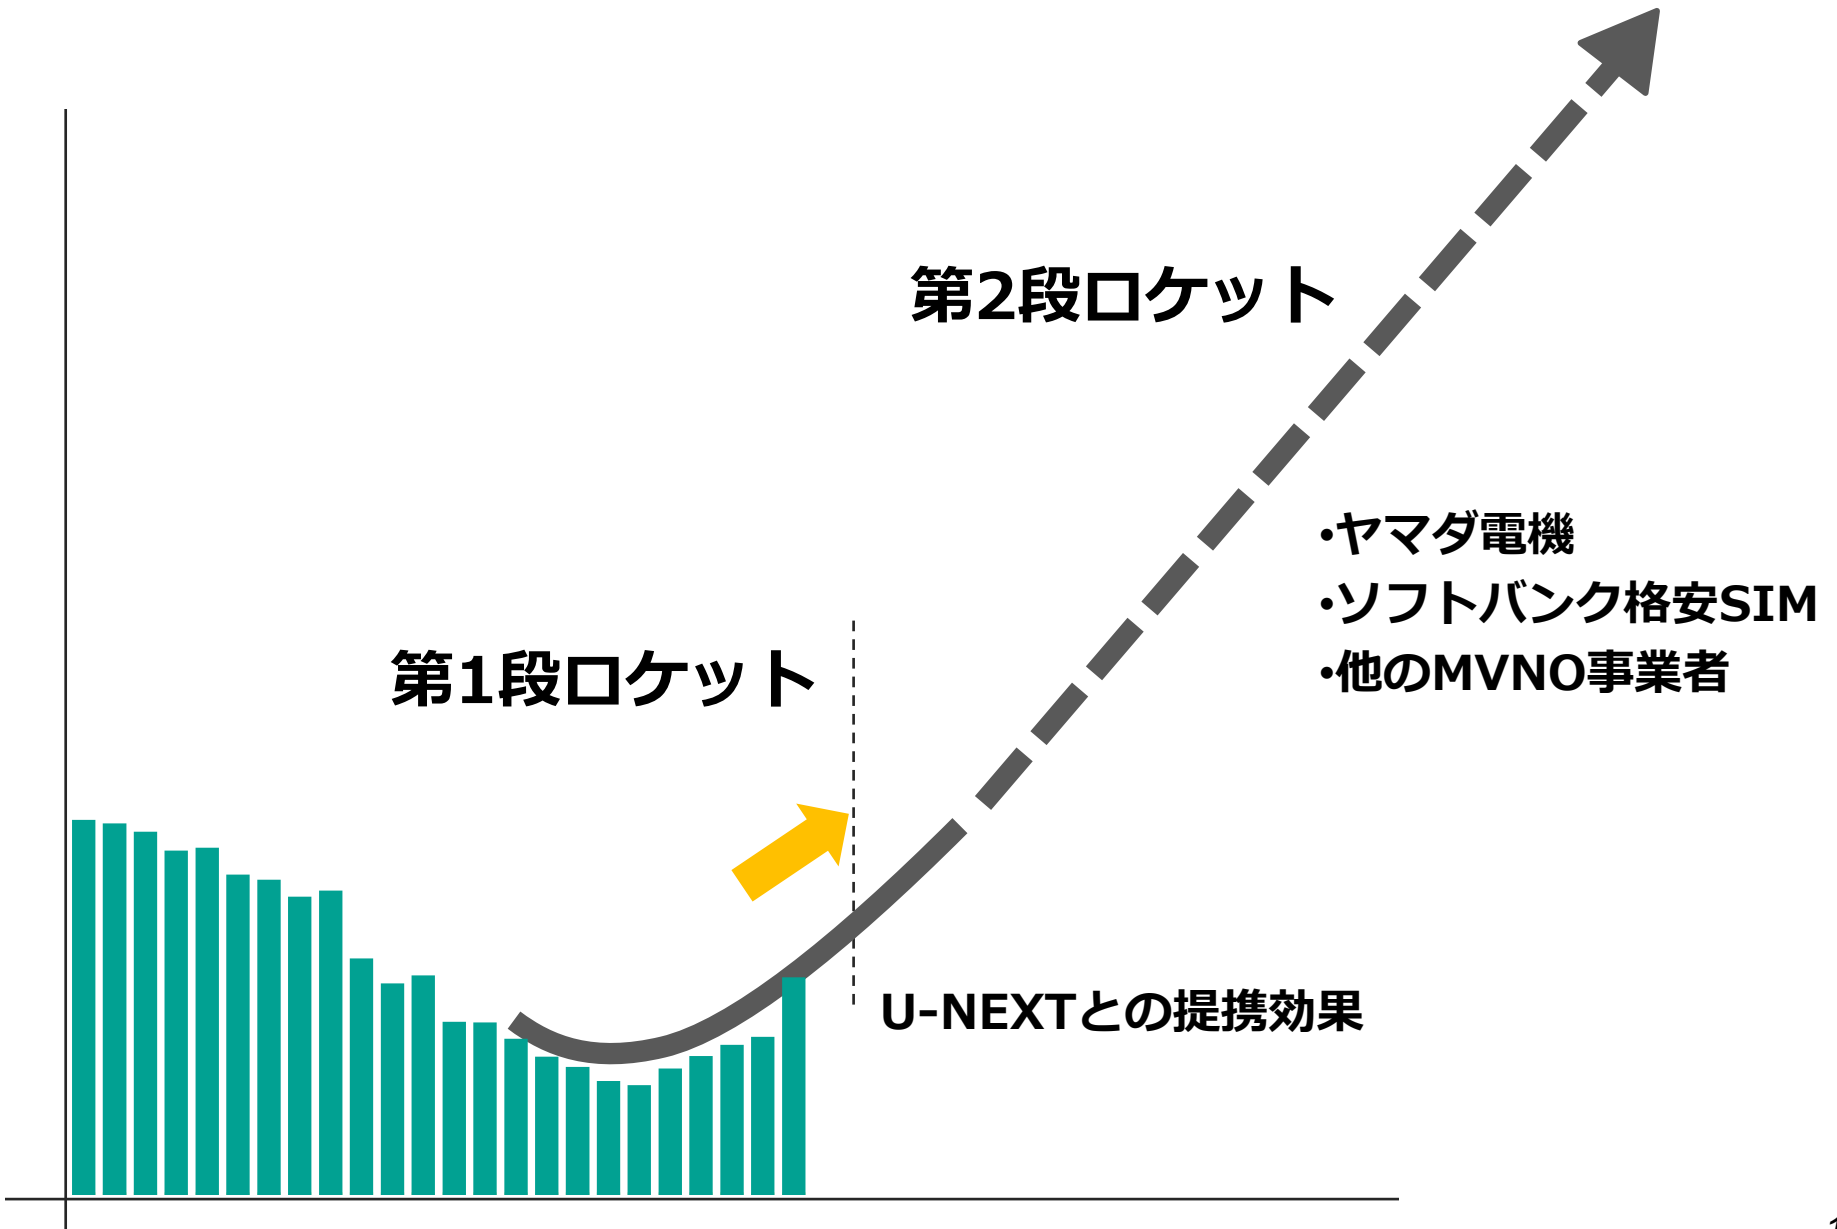 第2段ロケット
・ヤマダ電機
・ソフトバンク格安SIM
・他のMVNO事業者
第1段ロケット
U-NEXTとの提携効果